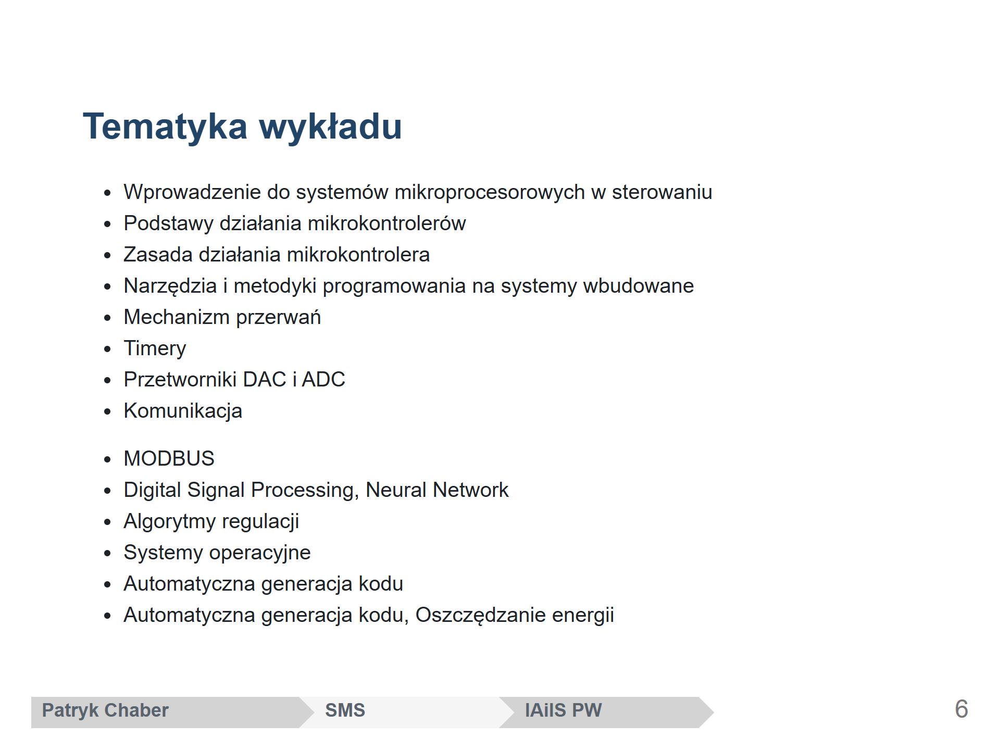 Tematyka wykładu
• Wprowadzenie do systemów mikroprocesorowych w sterowaniu
• Podstawy działania mikrokontrolerów
• Zasada działania mikrokontrolera
• Narzędzia i metodyki programowania na systemy wbudowane
• Mechanizm przerwań
• Timery
• Przetworniki DAC i ADC
• Komunikacja
• MODBUS
• Digital Signal Processing, Neural Network
• Algorytmy regulacji
• Systemy operacyjne
• Automatyczna generacja kodu
• Automatyczna generacja kodu, Oszczędzanie energii
Patryk Chaber SMS IAiIS PW 6